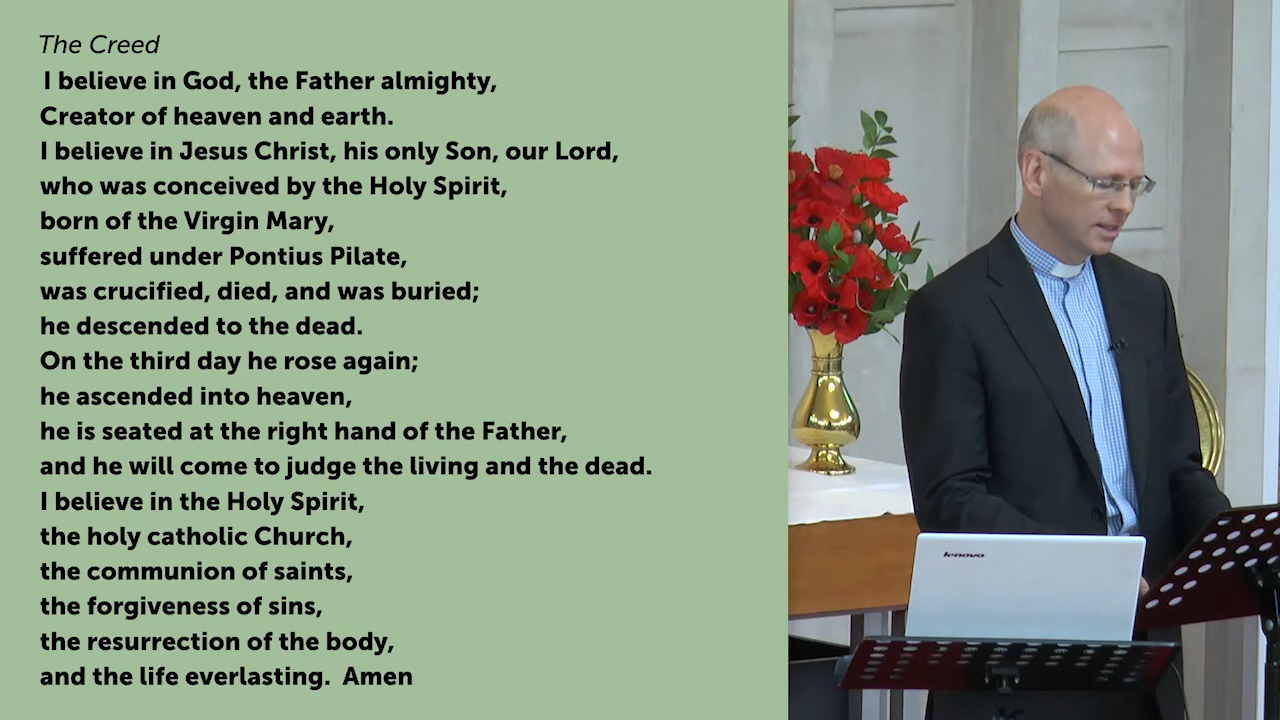 The Creed
I believe in God, the Father almighty,
Creator of heaven and earth.
I believe in Jesus Christ, his only Son, our Lord,
who was conceived by the Holy Spirit,
born of the Virgin Mary,
suffered under Pontius Pilate,
was crucified, died, and was buried;
he descended to the dead.
On the third day he rose again;
he ascended into heaven,
he is seated at the right hand of the Father,
and he will come to judge the living and the dead.
I believe in the Holy Spirit,
the holy catholic Church,
the communion of saints,
the forgiveness of sins,
the resurrection of the body,
and the life everlasting.  Amen
lenovo